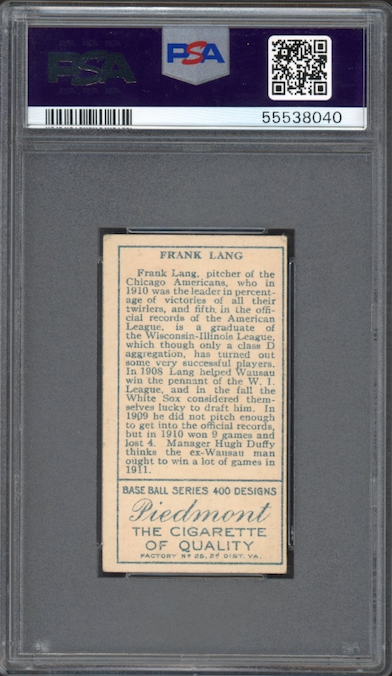 PSA
PSA
55538040
FRANK LANG
Frank Lang, pitcher of the
Chicago Americans, who in
1910 was the leader in percent-
age of victories of all their
twirlers, and fifth in the offi-
cial records of the American
League, is a graduate of
the Wisconsin-Illinois League,
which though only a class D
aggregation, has turned out
some very successful players.
In 1908 Lang helped Wausau
win the pennant of the W. I.
League, and in the fall the
White Sox considered them-
selves lucky to draft him. In
1909 he did not pitch enough
to get into the official records,
but in 1910 won 9 games and
lost 4. Manager Hugh Duffy
thinks the ex-Wausau man
ought to win a lot of games in
1911.
BASE BALL SERIES 400 DESIGNS
Piedmont
THE CIGARETTE
OF QUALITY
FACTORY Nº 25, 2d DIST. VA.